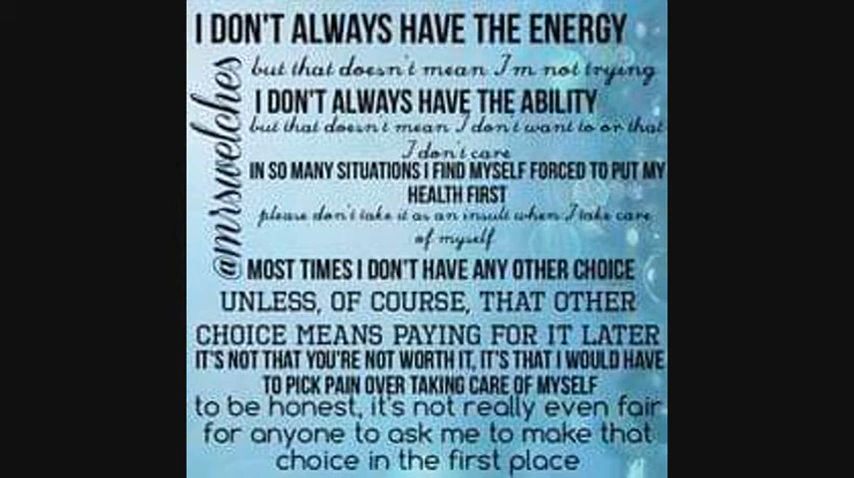 I DON'T ALWAYS HAVE THE ENERGY
but that doesn't mean I'm not trying
I DON'T ALWAYS HAVE THE ABILITY
but that doesn't mean I don't want to or that
I don't care
IN SO MANY SITUATIONS I FIND MYSELF FORCED TO PUT MY
HEALTH FIRST
please don't take it as an insult when I take care
of myself
MOST TIMES I DON'T HAVE ANY OTHER CHOICE
UNLESS, OF COURSE, THAT OTHER
CHOICE MEANS PAYING FOR IT LATER
IT'S NOT THAT YOU'RE NOT WORTH IT, IT'S THAT I WOULD HAVE
TO PICK PAIN OVER TAKING CARE OF MYSELF
to be honest, it's not really even fair
for anyone to ask me to make that
choice in the first place
@mrswelches